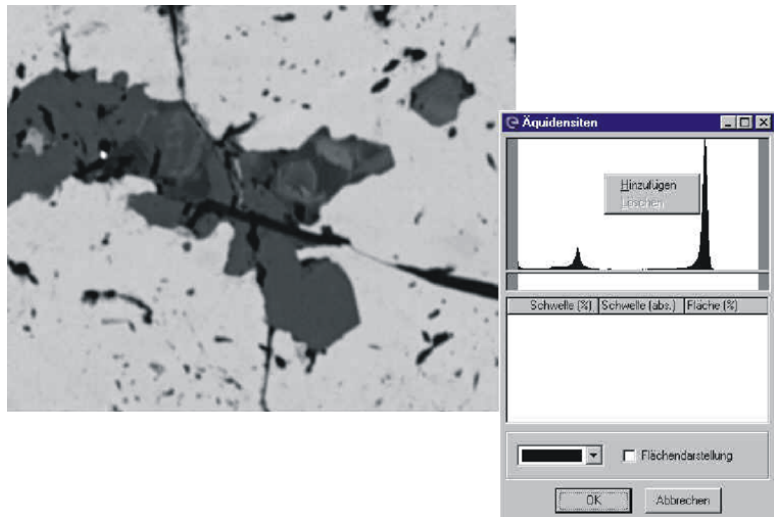 Äquidensiten
Hinzufügen
Löschen
Schwelle (%) Schwelle (abs.) Fläche (%)
Flächendarstellung
OK Abbrechen